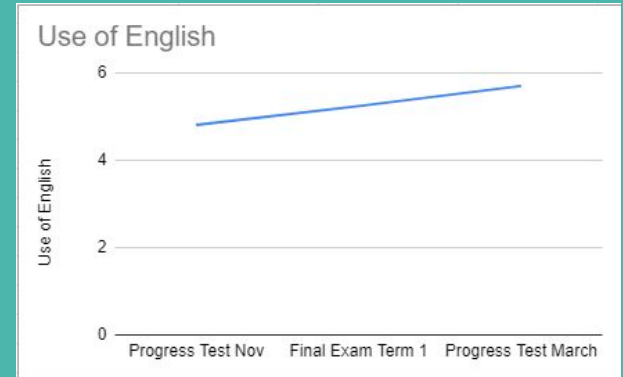 Use of English
6
4
2
0
Use of English
Progress Test Nov
Final Exam Term 1
Progress Test March